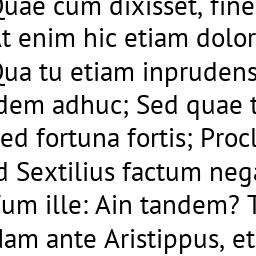 Quae cum dixisset, fine
At enim hic etiam dolor
Qua tu etiam inprudens
dem adhuc; Sed quae t
ed fortuna fortis; Procl
d Sextilius factum nega
Tum ille: Ain tandem? T
Nam ante Aristippus, et